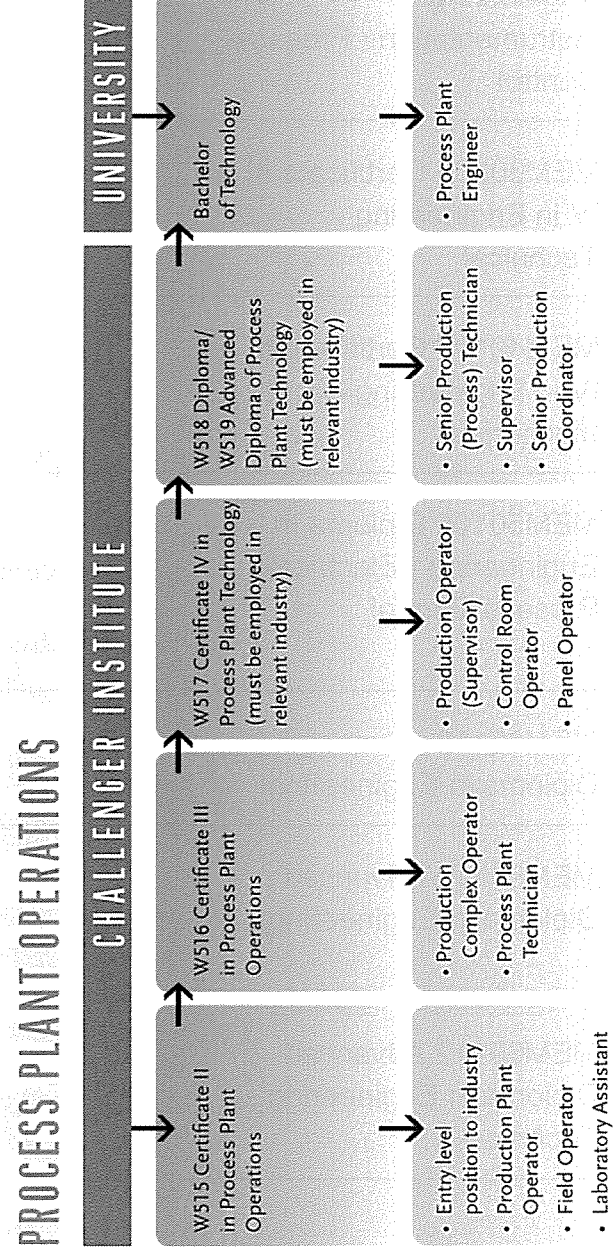 PROCESS PLANT OPERATIONS
CHALLENGER INSTITUTE
UNIVERSITY
W515 Certificate II
in Process Plant
Operations
W516 Certificate III
in Process Plant
Operations
W517 Certificate IV in
Process Plant Technology
(must be employed in
relevant industry)
W518 Diploma/
W519 Advanced
Diploma of Process
Plant Technology
(must be employed in
relevant industry)
Bachelor
of Technology
• Entry level
position to industry
• Production Plant
Operator
• Field Operator
• Laboratory Assistant
• Production
Complex Operator
• Process Plant
Technician
• Production Operator
(Supervisor)
• Control Room
Operator
• Panel Operator
• Senior Production
(Process) Technician
• Supervisor
• Senior Production
Coordinator
• Process Plant
Engineer